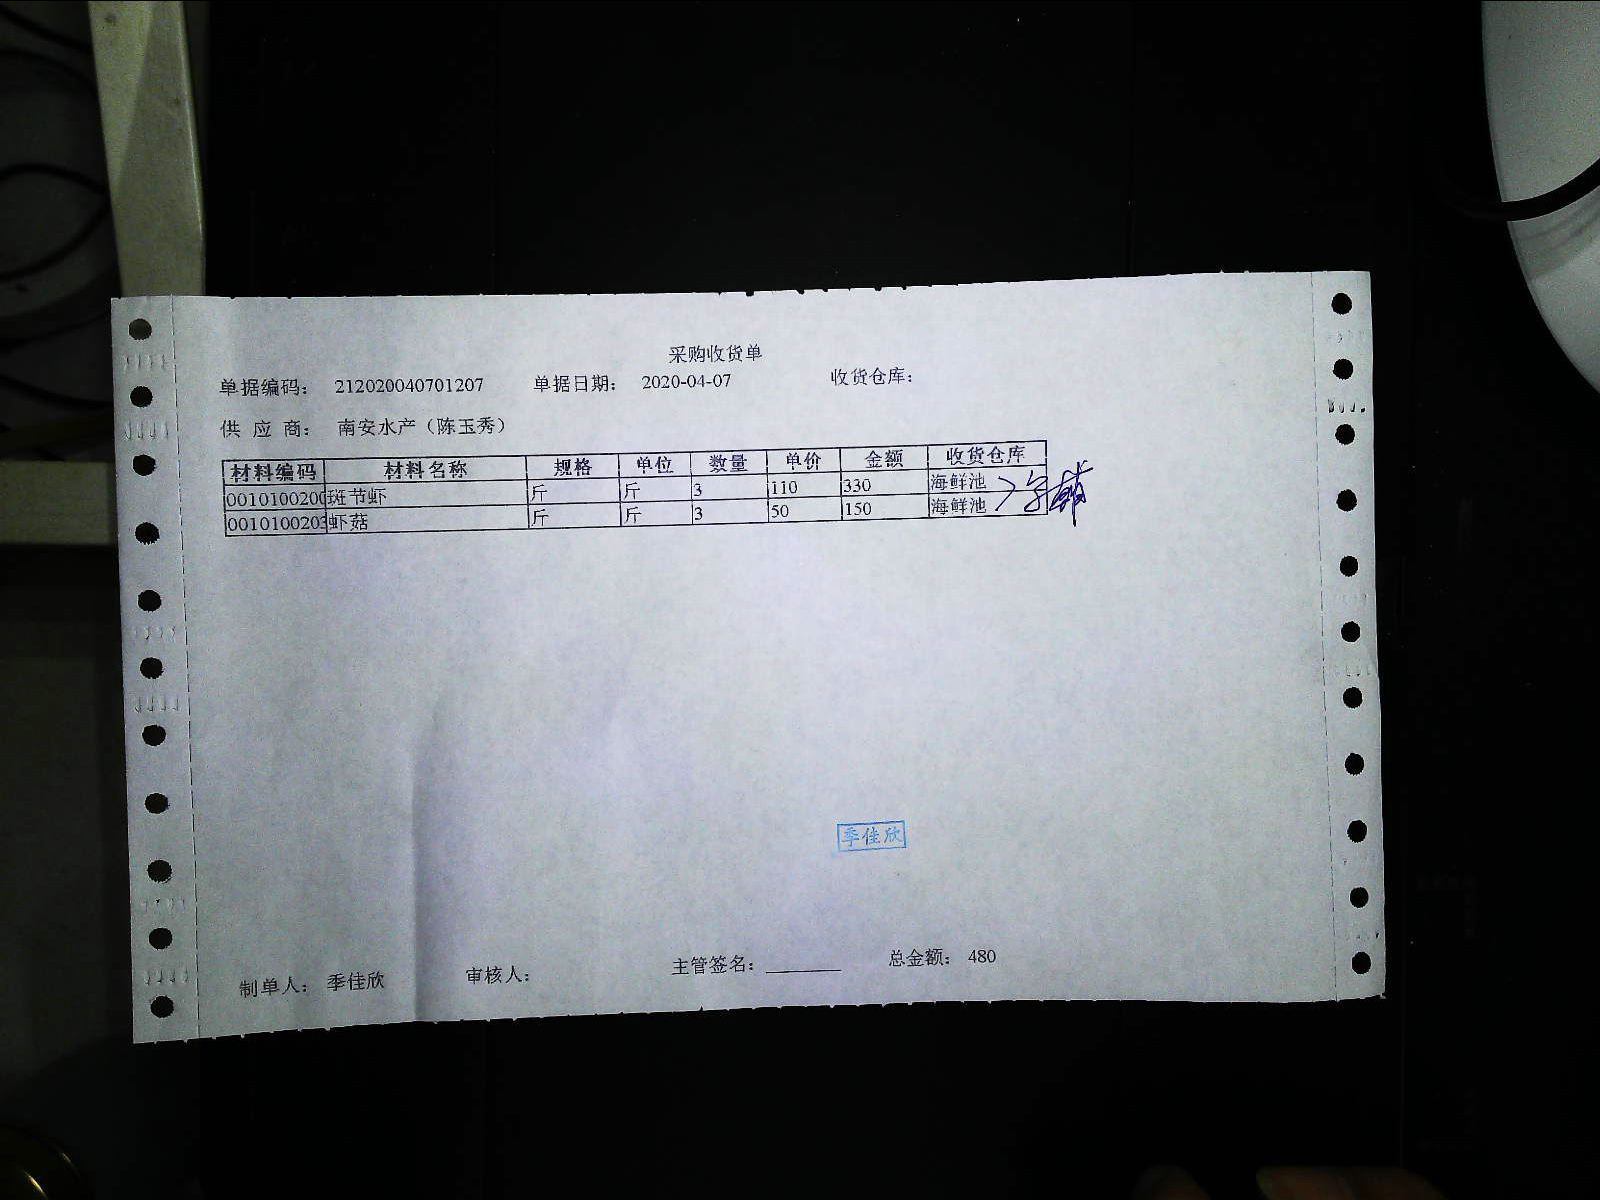 采购收货单
单据编码： 212020040701207 单据日期： 2020-04-07 收货仓库：
供 应 商： 南安水产（陈玉秀）
材料编码 材料名称 规格 单位 数量 单价 金额 收货仓库
0010100200 斑节虾 斤 斤 3 110 330 海鲜池
0010100203 虾菇 斤 斤 3 50 150 海鲜池
季佳欣
制单人： 季佳欣 审核人： 主管签名： 总金额： 480